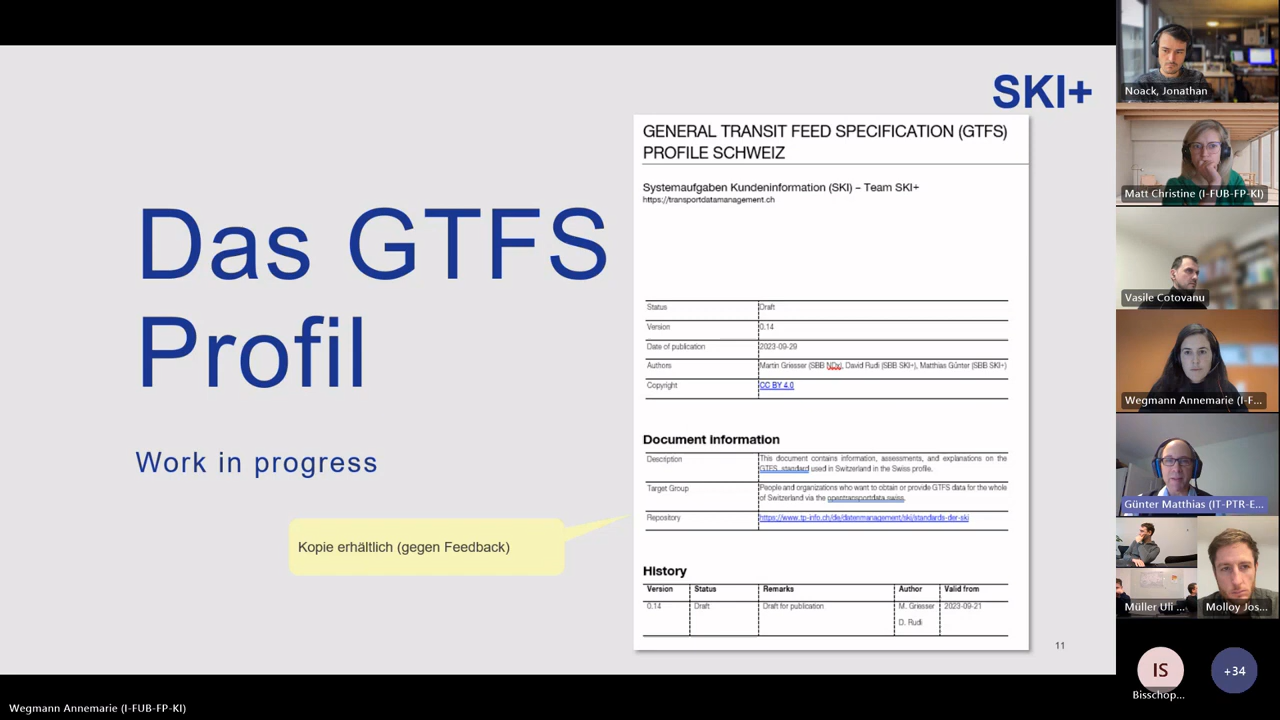 SKI+
Das GTFS
Profil
Work in progress
Kopie erhältlich (gegen Feedback)
GENERAL TRANSIT FEED SPECIFICATION (GTFS)
PROFILE SCHWEIZ
Systemaufgaben Kundeninformation (SKI) – Team SKI+
https://transportdatamanagement.ch
Status Draft
Version 0.14
Date of publication 2023-09-29
Authors Martin Griesser (SBB NDx), David Rudi (SBB SKI+), Matthias Günter (SBB SKI+)
Copyright CC BY 4.0
Document information
Description This document contains information, assessments, and explanations on the
GTFS standard used in Switzerland in the Swiss profile.
Target Group People and organizations who want to obtain or provide GTFS data for the whole
of Switzerland via the opentransportdata.swiss.
Repository https://www.tp-info.ch/de/datenmanagement/ski/standards-der-ski
History
Version Status Remarks Author Valid from
0.14 Draft Draft for publication M. Griesser 2023-09-21
D. Rudi
11
Noack, Jonathan
Matt Christine (I-FUB-FP-KI)
Vasile Cotovanu
Wegmann Annemarie (I-F...
Günter Matthias (IT-PTR-E...
Müller Uli ...
Molloy Jos...
IS
Bisschop...
+34
Wegmann Annemarie (I-FUB-FP-KI)